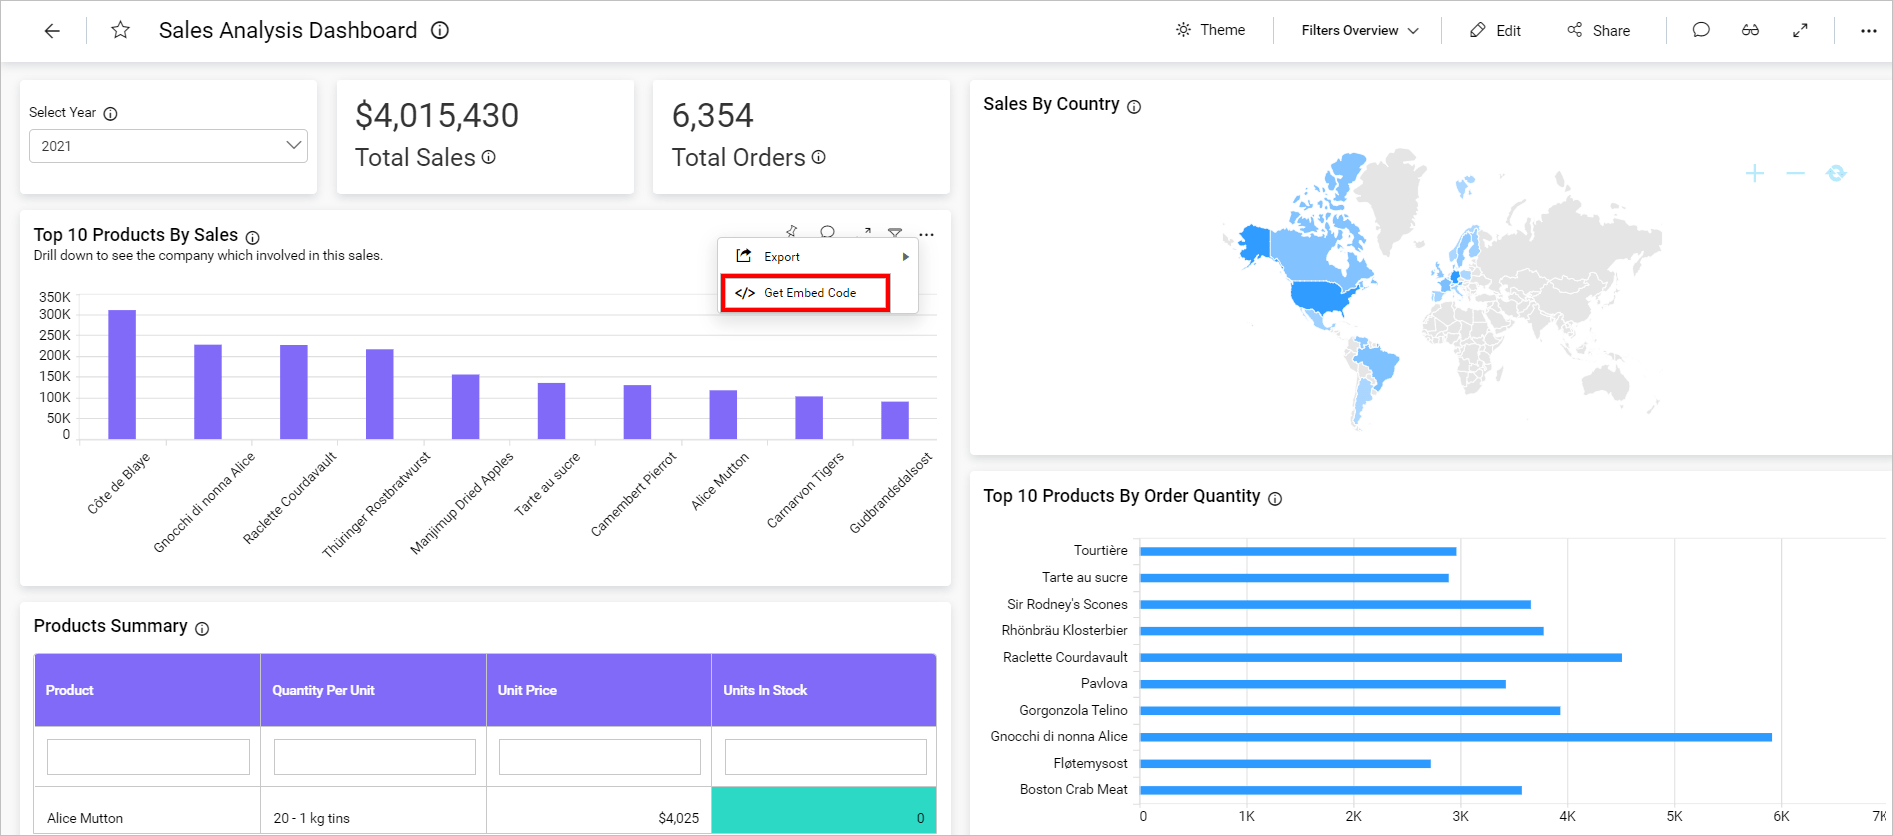 Sales Analysis Dashboard
Theme
Filters Overview
Edit
Share
Select Year
2021
$4,015,430
Total Sales
6,354
Total Orders
Sales By Country
Top 10 Products By Sales
Drill down to see the company which involved in this sales.
Export
</> Get Embed Code
350K
300K
250K
200K
150K
100K
50K
0
Côte de Blaye
Gnocchi di nonna Alice
Raclette Courdavault
Thüringer Rostbratwurst
Manjimup Dried Apples
Tarte au sucre
Camembert Pierrot
Alice Mutton
Carnarvon Tigers
Gudbrandsdalsost
Top 10 Products By Order Quantity
Tourtière
Tarte au sucre
Sir Rodney's Scones
Rhönbräu Klosterbier
Raclette Courdavault
Pavlova
Gorgonzola Telino
Gnocchi di nonna Alice
Fløtemysost
Boston Crab Meat
0 1K 2K 3K 4K 5K 6K 7K
Products Summary
Product Quantity Per Unit Unit Price Units In Stock
Alice Mutton 20 - 1 kg tins $4,025 0